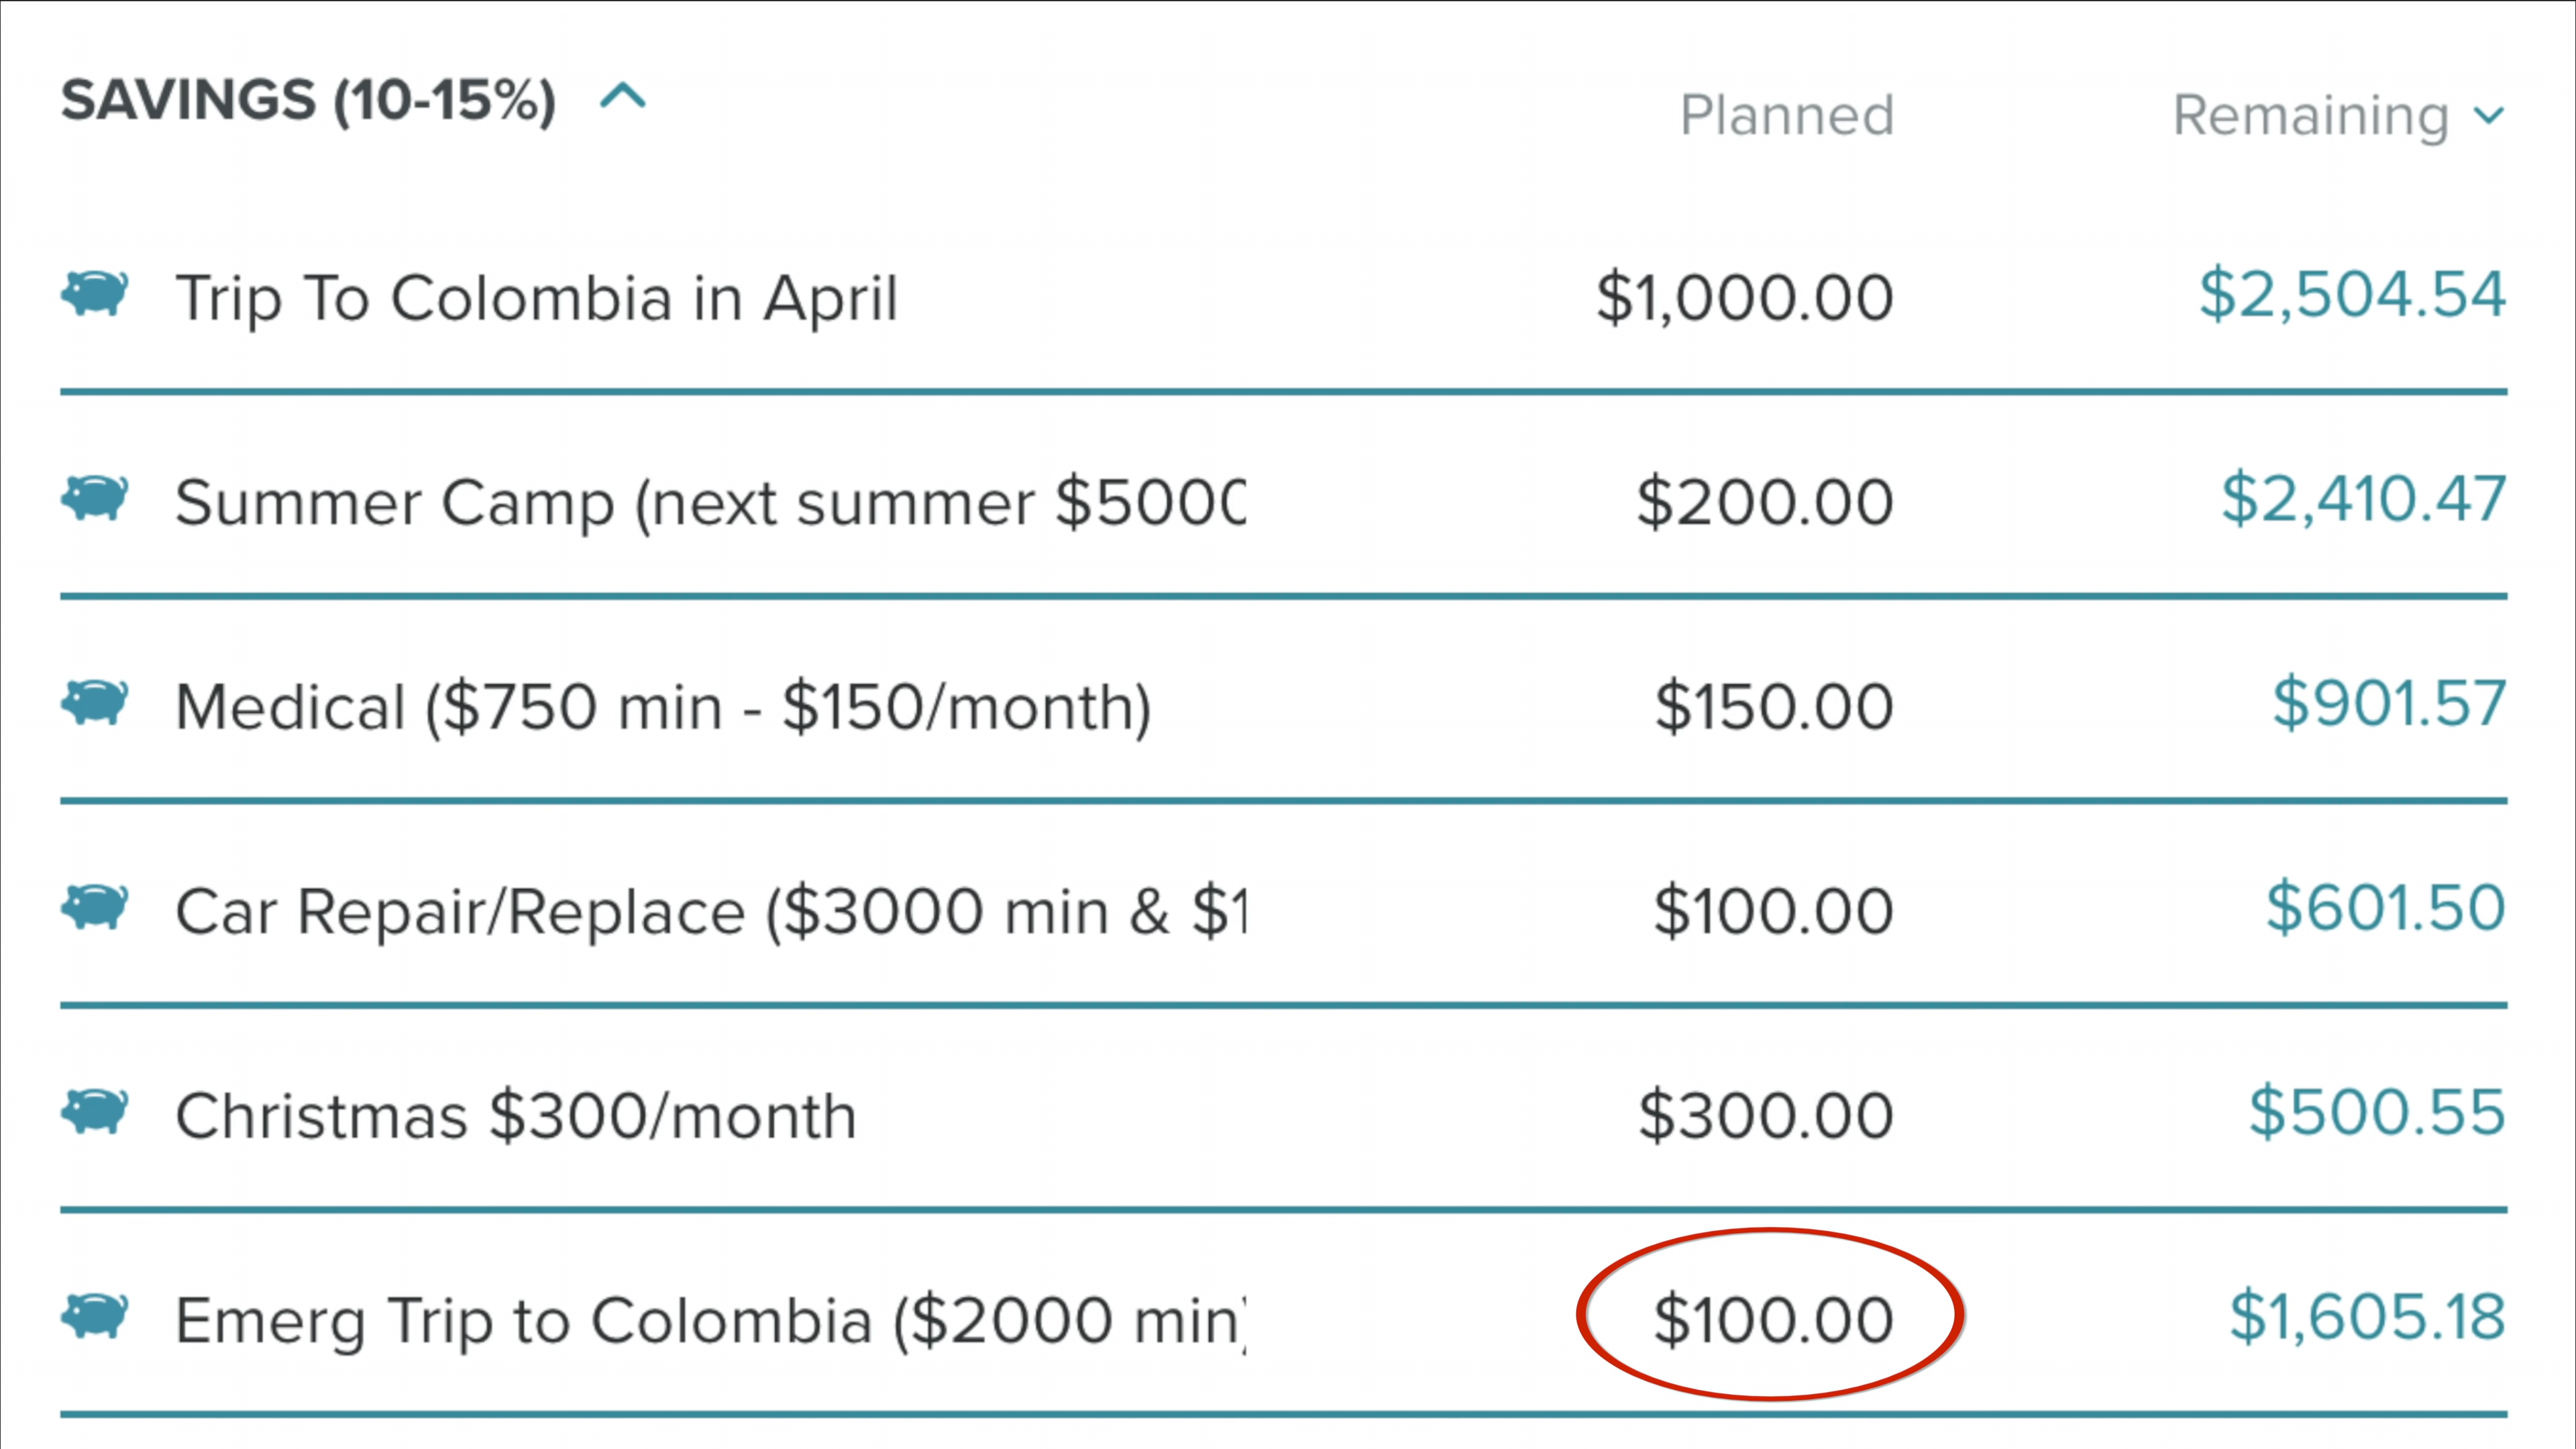 SAVINGS (10-15%) Planned Remaining
Trip To Colombia in April $1,000.00 $2,504.54
Summer Camp (next summer $500 $200.00 $2,410.47
Medical ($750 min - $150/month) $150.00 $901.57
Car Repair/Replace ($3000 min & $1 $100.00 $601.50
Christmas $300/month $300.00 $500.55
Emerg Trip to Colombia ($2000 min) $100.00 $1,605.18